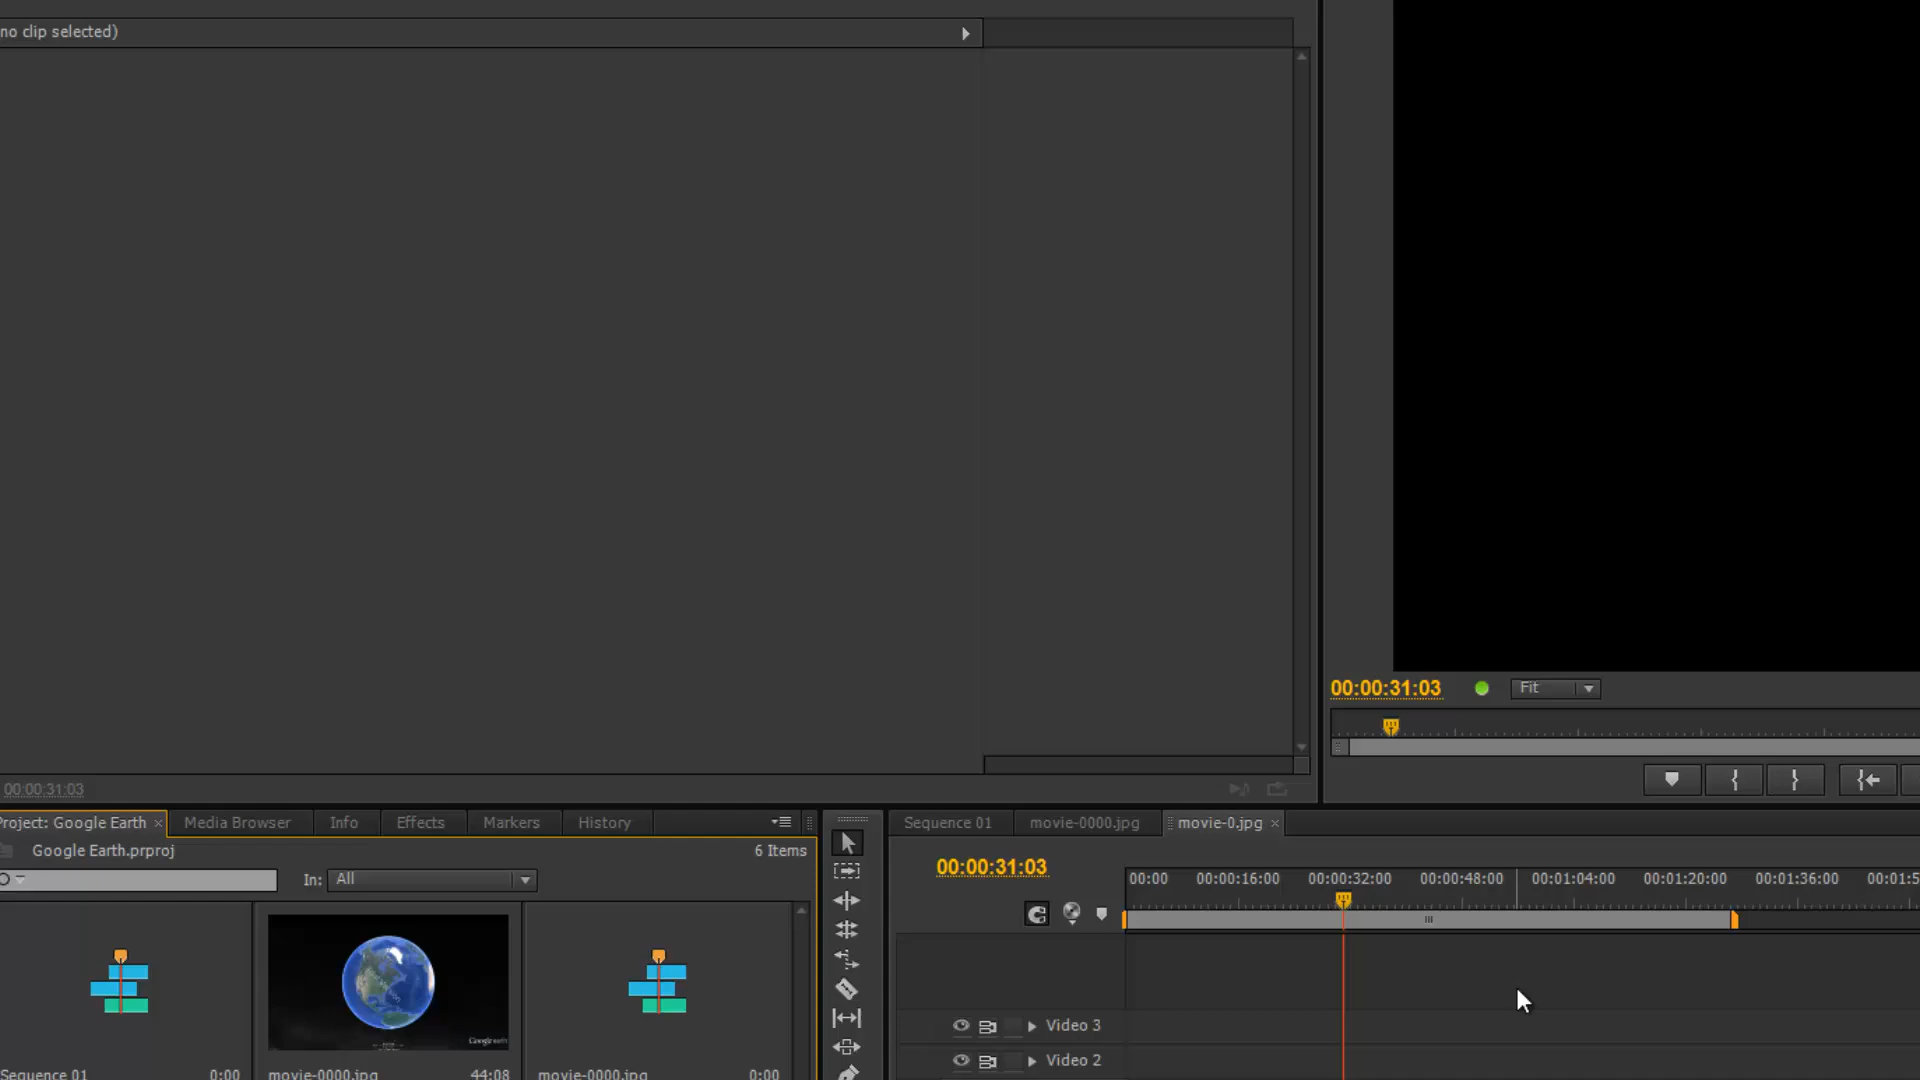 no clip selected)
00:00:31:03
Fit
00:00:31:03
Project: Google Earth
Media Browser
Info
Effects
Markers
History
Google Earth.prproj
6 Items
In:
All
Sequence 01
0:00
movie-0000.jpg
44:08
movie-0000.jpg
0:00
Google earth
Sequence 01
movie-0000.jpg
movie-0.jpg
00:00:31:03
00:00
00:00:16:00
00:00:32:00
00:00:48:00
00:01:04:00
00:01:20:00
00:01:36:00
00:01:5
Video 3
Video 2